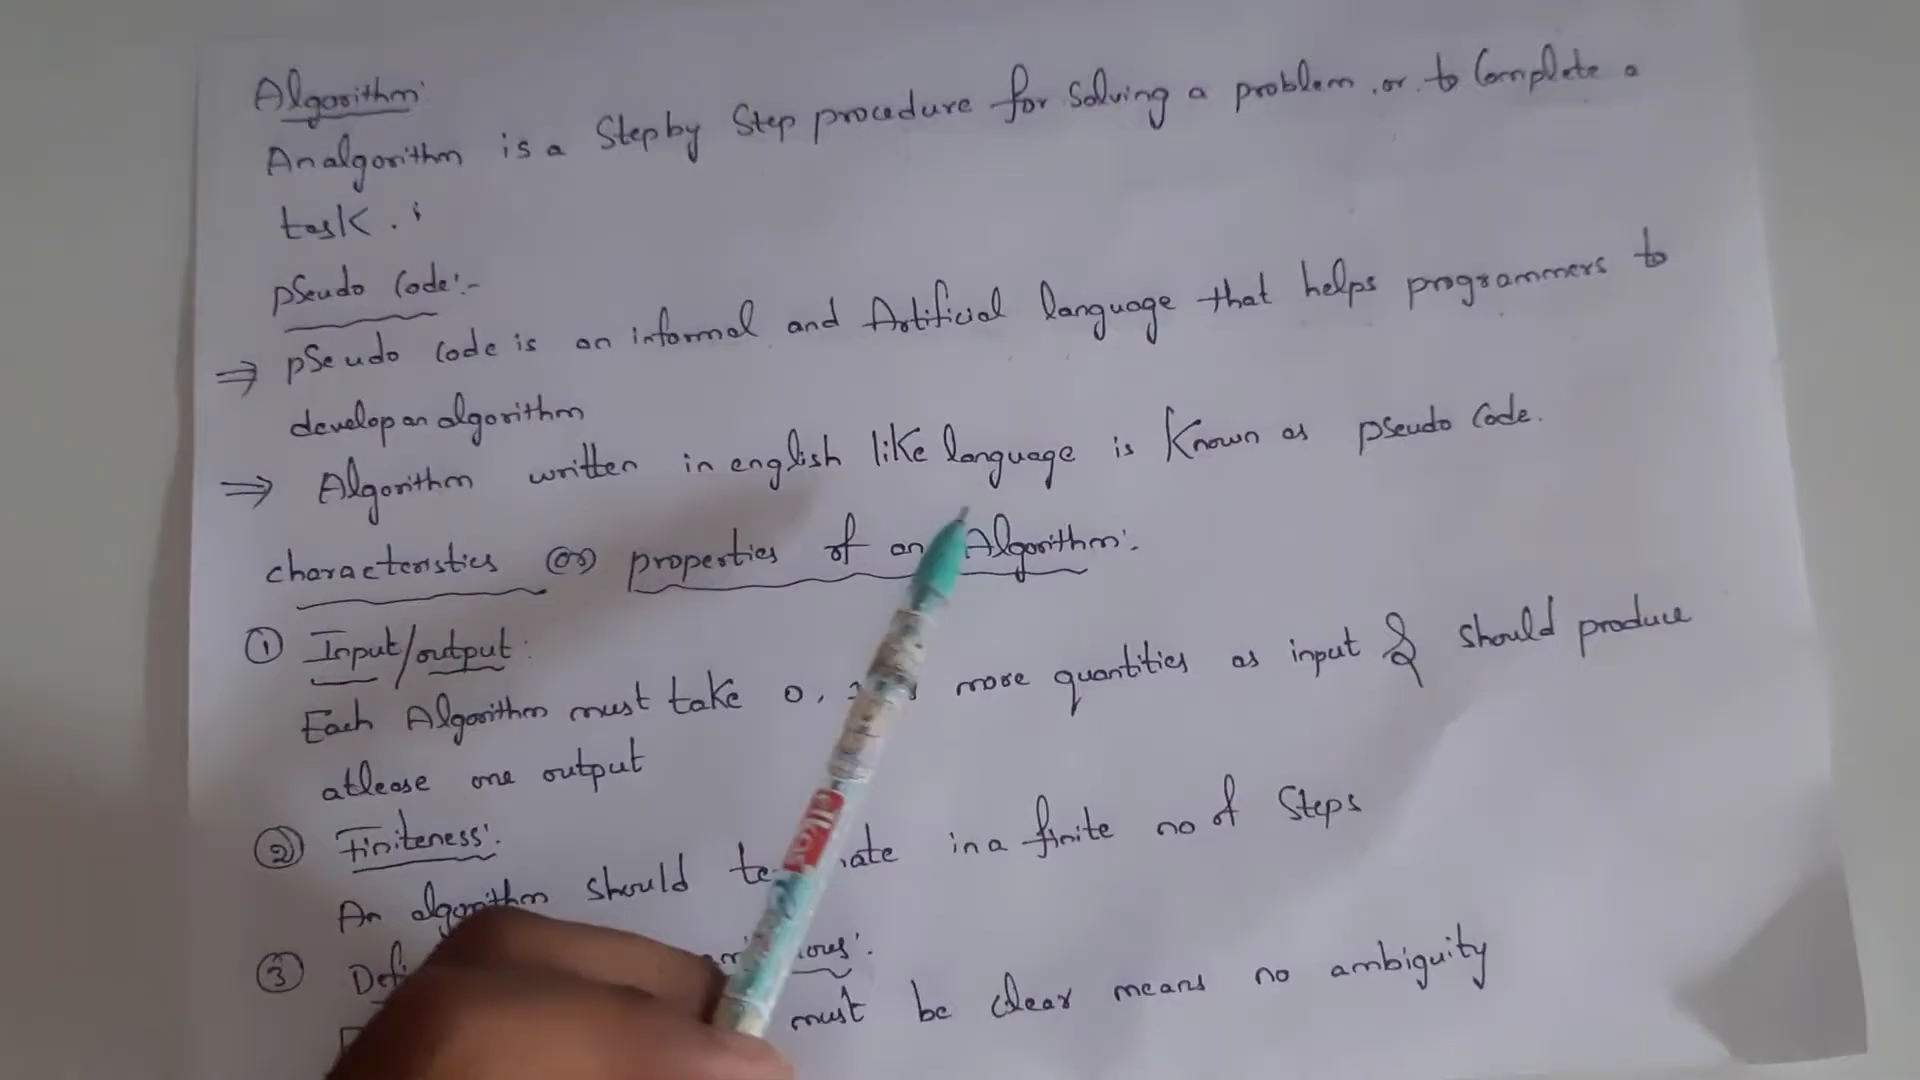 Algorithm:
An algorithm is a Step by Step procedure for solving a problem or to Complete a
task.
pseudo Code:-
⇒ pseudo code is an informal and Artificial language that helps programmers to
develop an algorithm
⇒ Algorithm written in english like language is Known as pseudo code.
characteristics (or) properties of an Algorithm:-
① Input/output:
Each Algorithm must take 0, more quantities as input & should produce
atlease one output
② Finiteness:
An algorithm should in a finite no of Steps
③
must be clear means no ambiguity